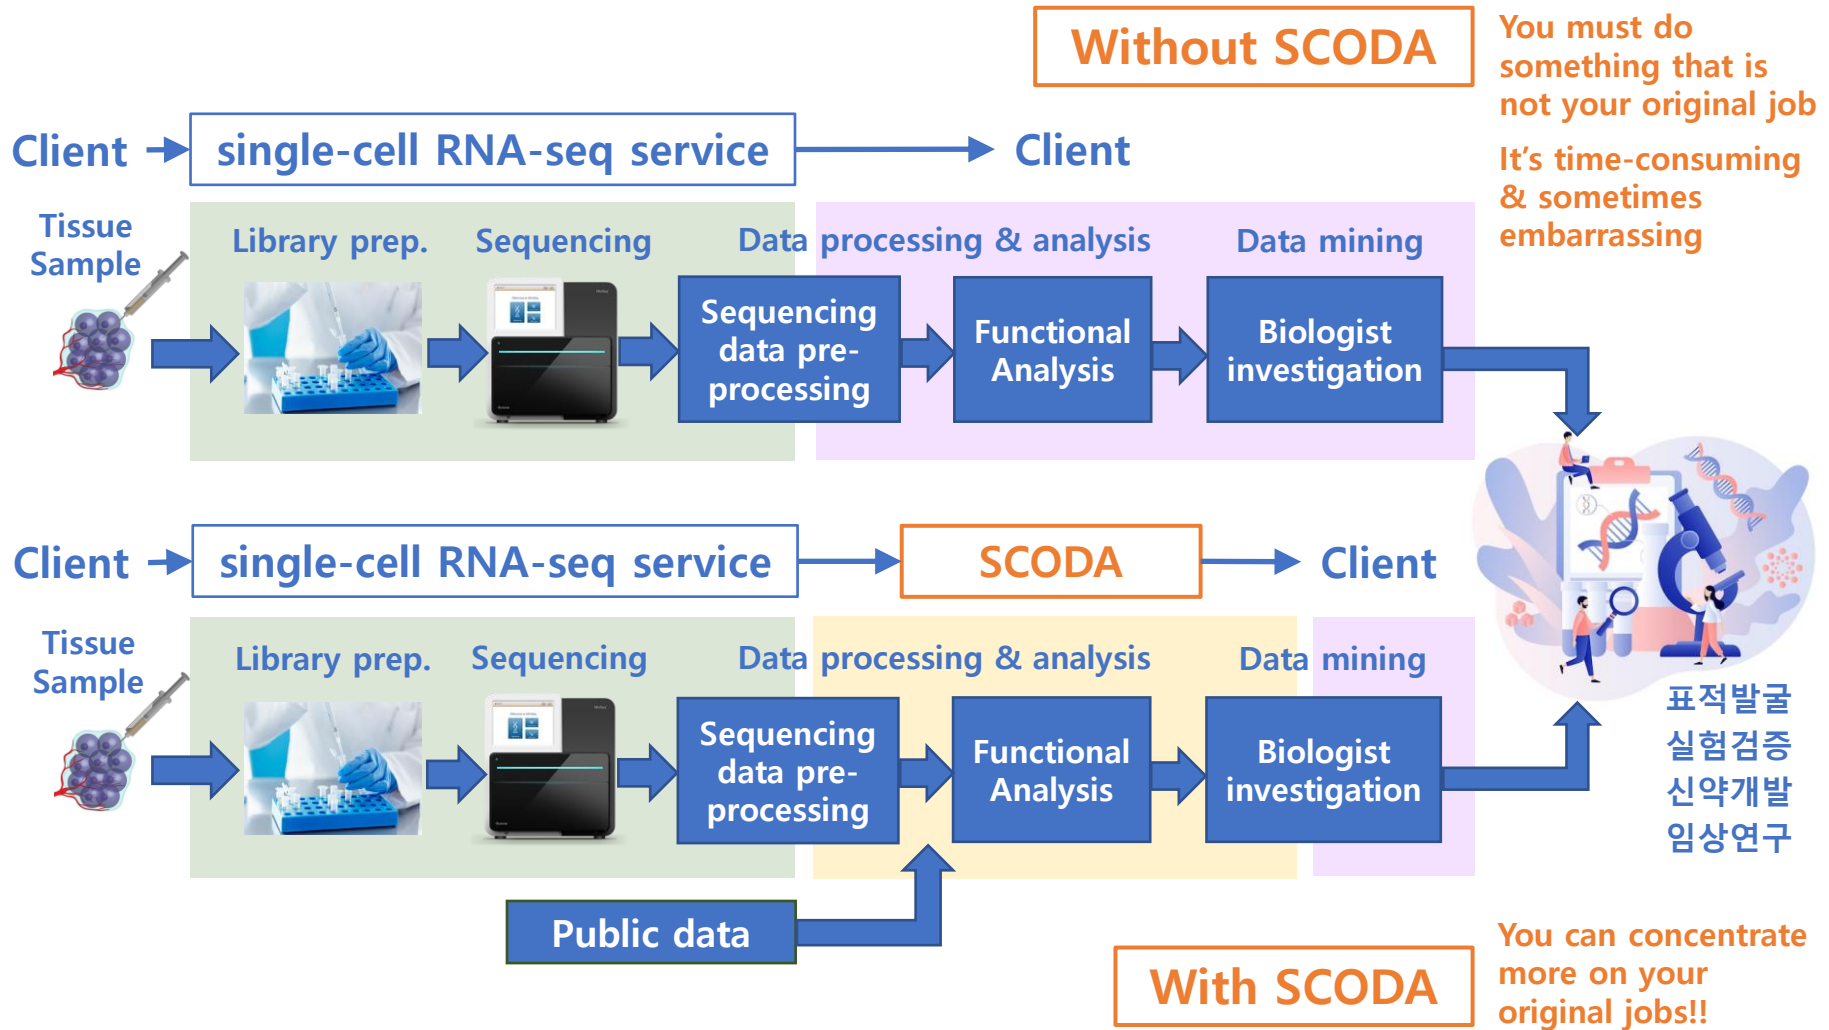 Without SCODA
You must do
something that is
not your original job
It's time-consuming
& sometimes
embarrassing
Client
single-cell RNA-seq service
Client
Tissue
Sample
Library prep.
Sequencing
Data processing & analysis
Data mining
Sequencing
data pre-
processing
Functional
Analysis
Biologist
investigation
Client
single-cell RNA-seq service
SCODA
Client
Tissue
Sample
Library prep.
Sequencing
Data processing & analysis
Data mining
Sequencing
data pre-
processing
Functional
Analysis
Biologist
investigation
표적발굴
실험검증
신약개발
임상연구
Public data
With SCODA
You can concentrate
more on your
original jobs!!